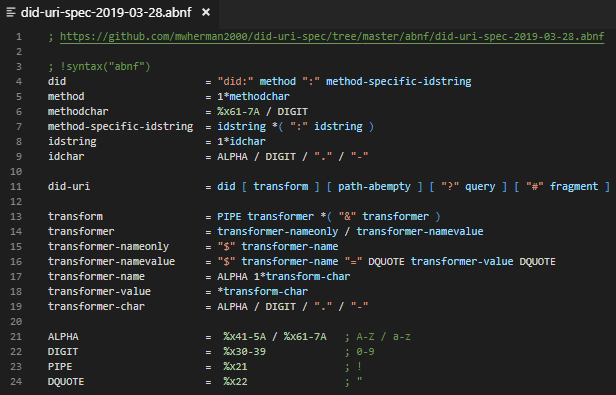 did-uri-spec-2019-03-28.abnf ×
1 ; https://github.com/mwherman2000/did-uri-spec/tree/master/abnf/did-uri-spec-2019-03-28.abnf
2
3 ; !syntax("abnf")
4 did = "did:" method ":" method-specific-idstring
5 method = 1*methodchar
6 methodchar = %x61-7A / DIGIT
7 method-specific-idstring = idstring *( ":" idstring )
8 idstring = 1*idchar
9 idchar = ALPHA / DIGIT / "." / "-"
10
11 did-uri = did [ transform ] [ path-abempty ] [ "?" query ] [ "#" fragment ]
12
13 transform = PIPE transformer *( "&" transformer )
14 transformer = transformer-nameonly / transformer-namevalue
15 transformer-nameonly = "$" transformer-name
16 transformer-namevalue = "$" transformer-name "=" DQUOTE transformer-value DQUOTE
17 transformer-name = ALPHA 1*transform-char
18 transformer-value = *transform-char
19 transformer-char = ALPHA / DIGIT / "." / "-"
20
21 ALPHA = %x41-5A / %x61-7A ; A-Z / a-z
22 DIGIT = %x30-39 ; 0-9
23 PIPE = %x21 ; !
24 DQUOTE = %x22 ; "